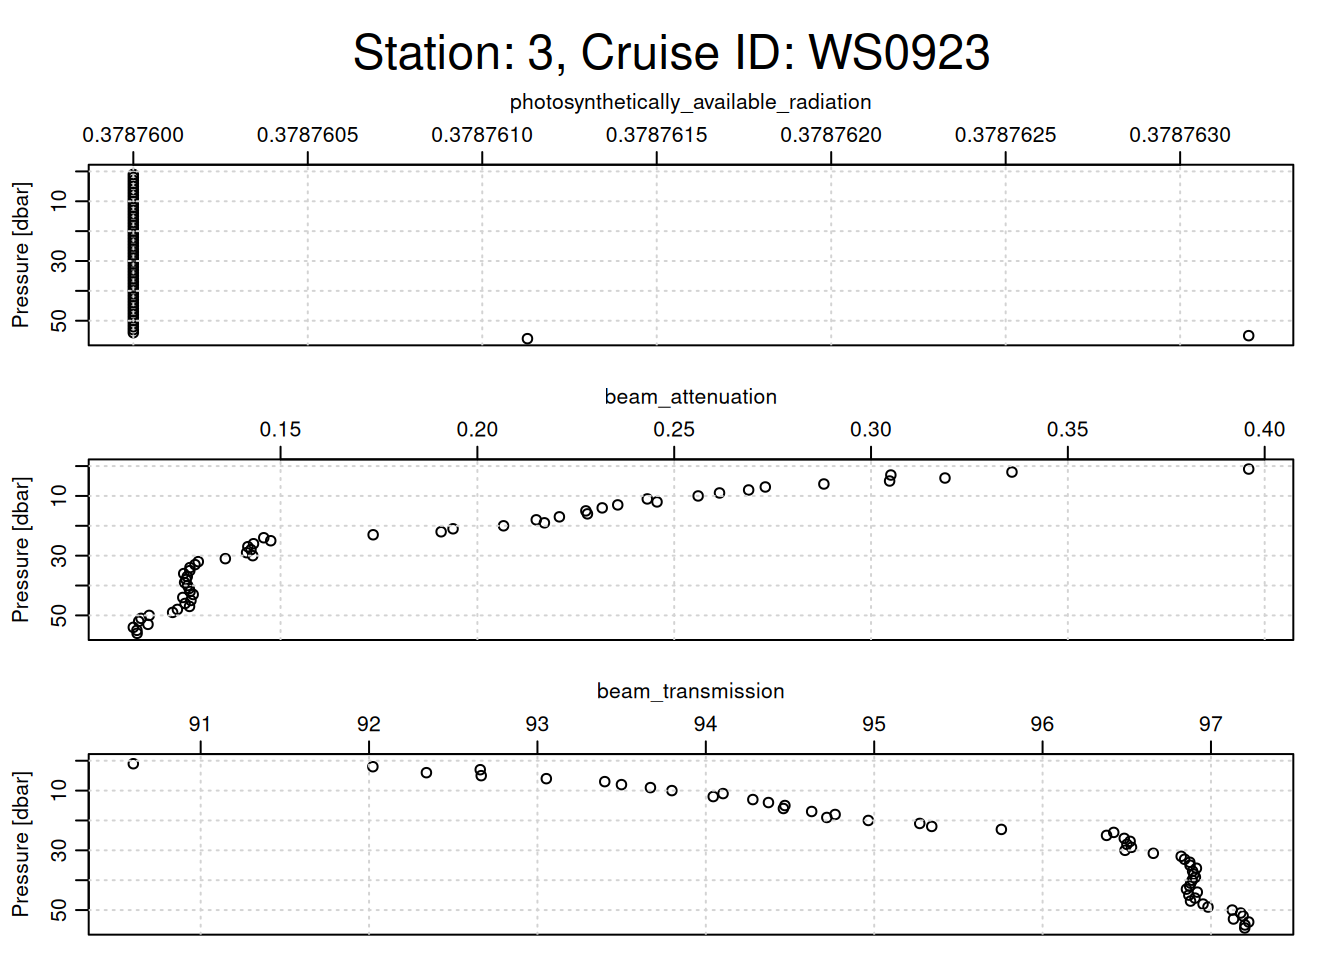 Station: 3, Cruise ID: WS0923
photosynthetically_available_radiation
0.3787600 0.3787605 0.3787610 0.3787615 0.3787620 0.3787625 0.3787630
Pressure [dbar]
10
30
50
beam_attenuation
0.15 0.20 0.25 0.30 0.35 0.40
Pressure [dbar]
10
30
50
beam_transmission
91 92 93 94 95 96 97
Pressure [dbar]
10
30
50